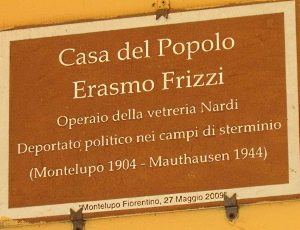 Casa del Popolo
Erasmo Frizzi
Operaio della vetreria Nardi
Deportato politico nei campi di sterminio
(Montelupo 1904 - Mauthausen 1944)
"Montelupo Fiorentino, 27 Maggio 2009"